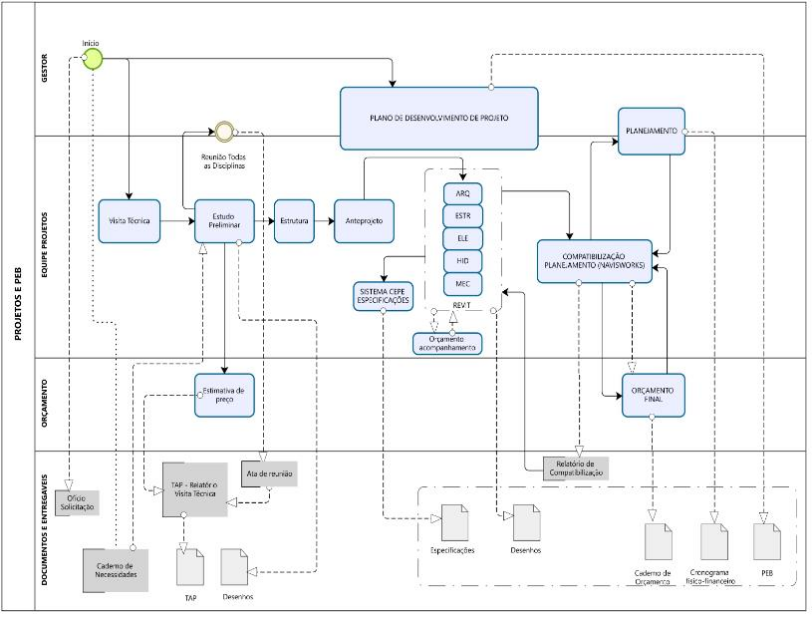 PROJETOS E PEB
GESTOR
Início
PLANO DE DESENVOLVIMENTO DE PROJETO
PLANEJAMENTO
Reunião Todas
as Disciplinas
EQUIPE PROJETOS
Visita Técnica
Estudo
Preliminar
Estrutura
Anteprojeto
ARQ
ESTR
ELE
HID
MEC
REVIT
SISTEMA CEPE
ESPECIFICAÇÕES
Orçamento
acompanhamento
COMPATIBILIZAÇÃO
PLANEJAMENTO (NAVISWORKS)
ORÇAMENTO
Estimativa de
preço
ORÇAMENTO
FINAL
DOCUMENTOS E ENTREGAVEIS
Ofício
Solicitação
TAP - Relatório
Visita Técnica
Ata de reunião
Relatório de
Compatibilização
Caderno de
Necessidades
TAP
Desenhos
Especificações
Desenhos
Caderno de
Orçamento
Cronograma
físico-financeiro
PEB